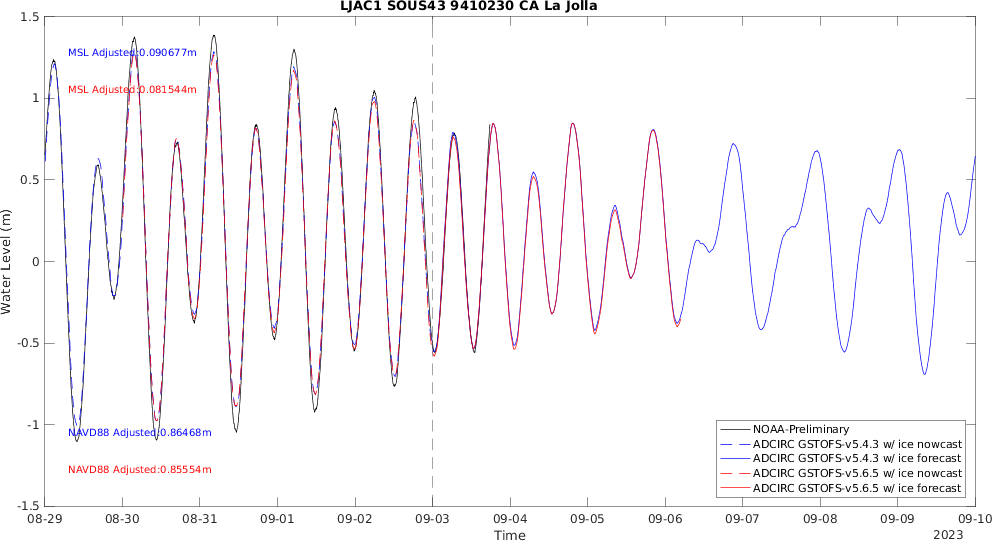 LJAC1 SOUS43 9410230 CA La Jolla
1.5
1
0.5
0
-0.5
-1
-1.5
Water Level (m)
MSL Adjusted:0.090677m
MSL Adjusted:0.081544m
NAVD88 Adjusted:0.86468m
NAVD88 Adjusted:0.85554m
NOAA-Preliminary
ADCIRC GSTOFS-v5.4.3 w/ ice nowcast
ADCIRC GSTOFS-v5.4.3 w/ ice forecast
ADCIRC GSTOFS-v5.6.5 w/ ice nowcast
ADCIRC GSTOFS-v5.6.5 w/ ice forecast
08-29 08-30 08-31 09-01 09-02 09-03 09-04 09-05 09-06 09-07 09-08 09-09 09-10
Time
2023